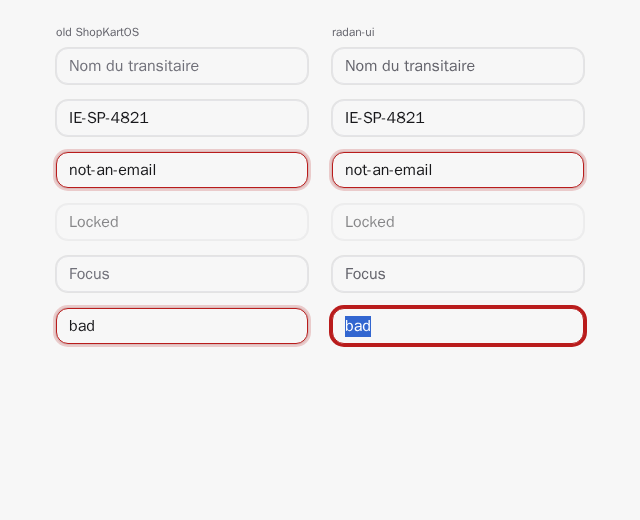 old ShopKartOS
radan-ui
Nom du transitaire
Nom du transitaire
IE-SP-4821
IE-SP-4821
not-an-email
not-an-email
Locked
Locked
Focus
Focus
bad
bad